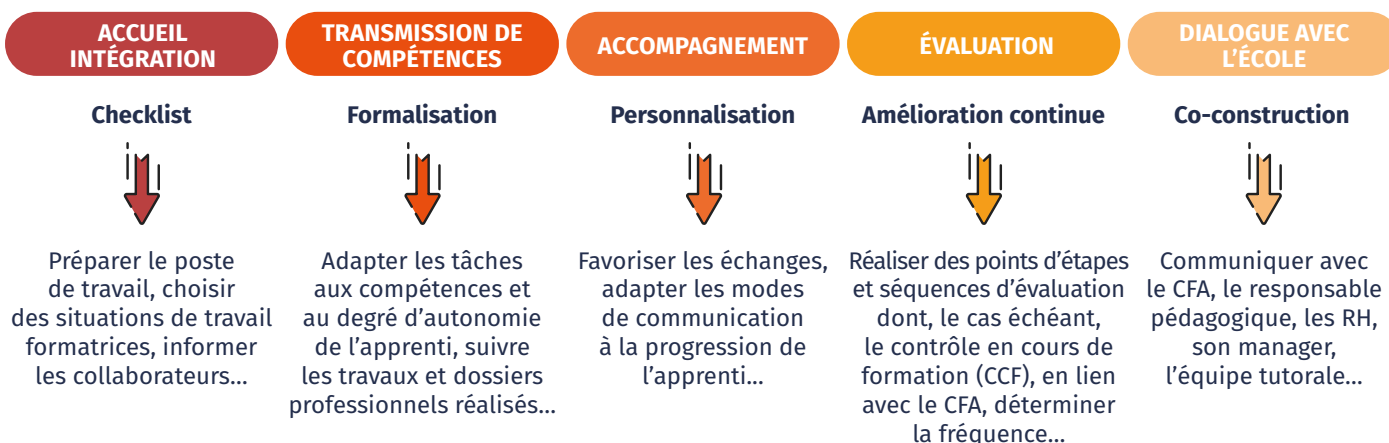 ACCUEIL
INTÉGRATION
Checklist
Préparer le poste
de travail, choisir
des situations de travail
formatrices, informer
les collaborateurs...
TRANSMISSION DE
COMPÉTENCES
Formalisation
Adapter les tâches
aux compétences et
au degré d’autonomie
de l’apprenti, suivre
les travaux et dossiers
professionnels réalisés...
ACCOMPAGNEMENT
Personnalisation
Favoriser les échanges,
adapter les modes
de communication
à la progression de
l’apprenti...
ÉVALUATION
Amélioration continue
Réaliser des points d’étapes
et séquences d’évaluation
dont, le cas échéant,
le contrôle en cours de
formation (CCF), en lien
avec le CFA, déterminer
la fréquence...
DIALOGUE AVEC
L’ÉCOLE
Co-construction
Communiquer avec
le CFA, le responsable
pédagogique, les RH,
son manager,
l’équipe tutorale...